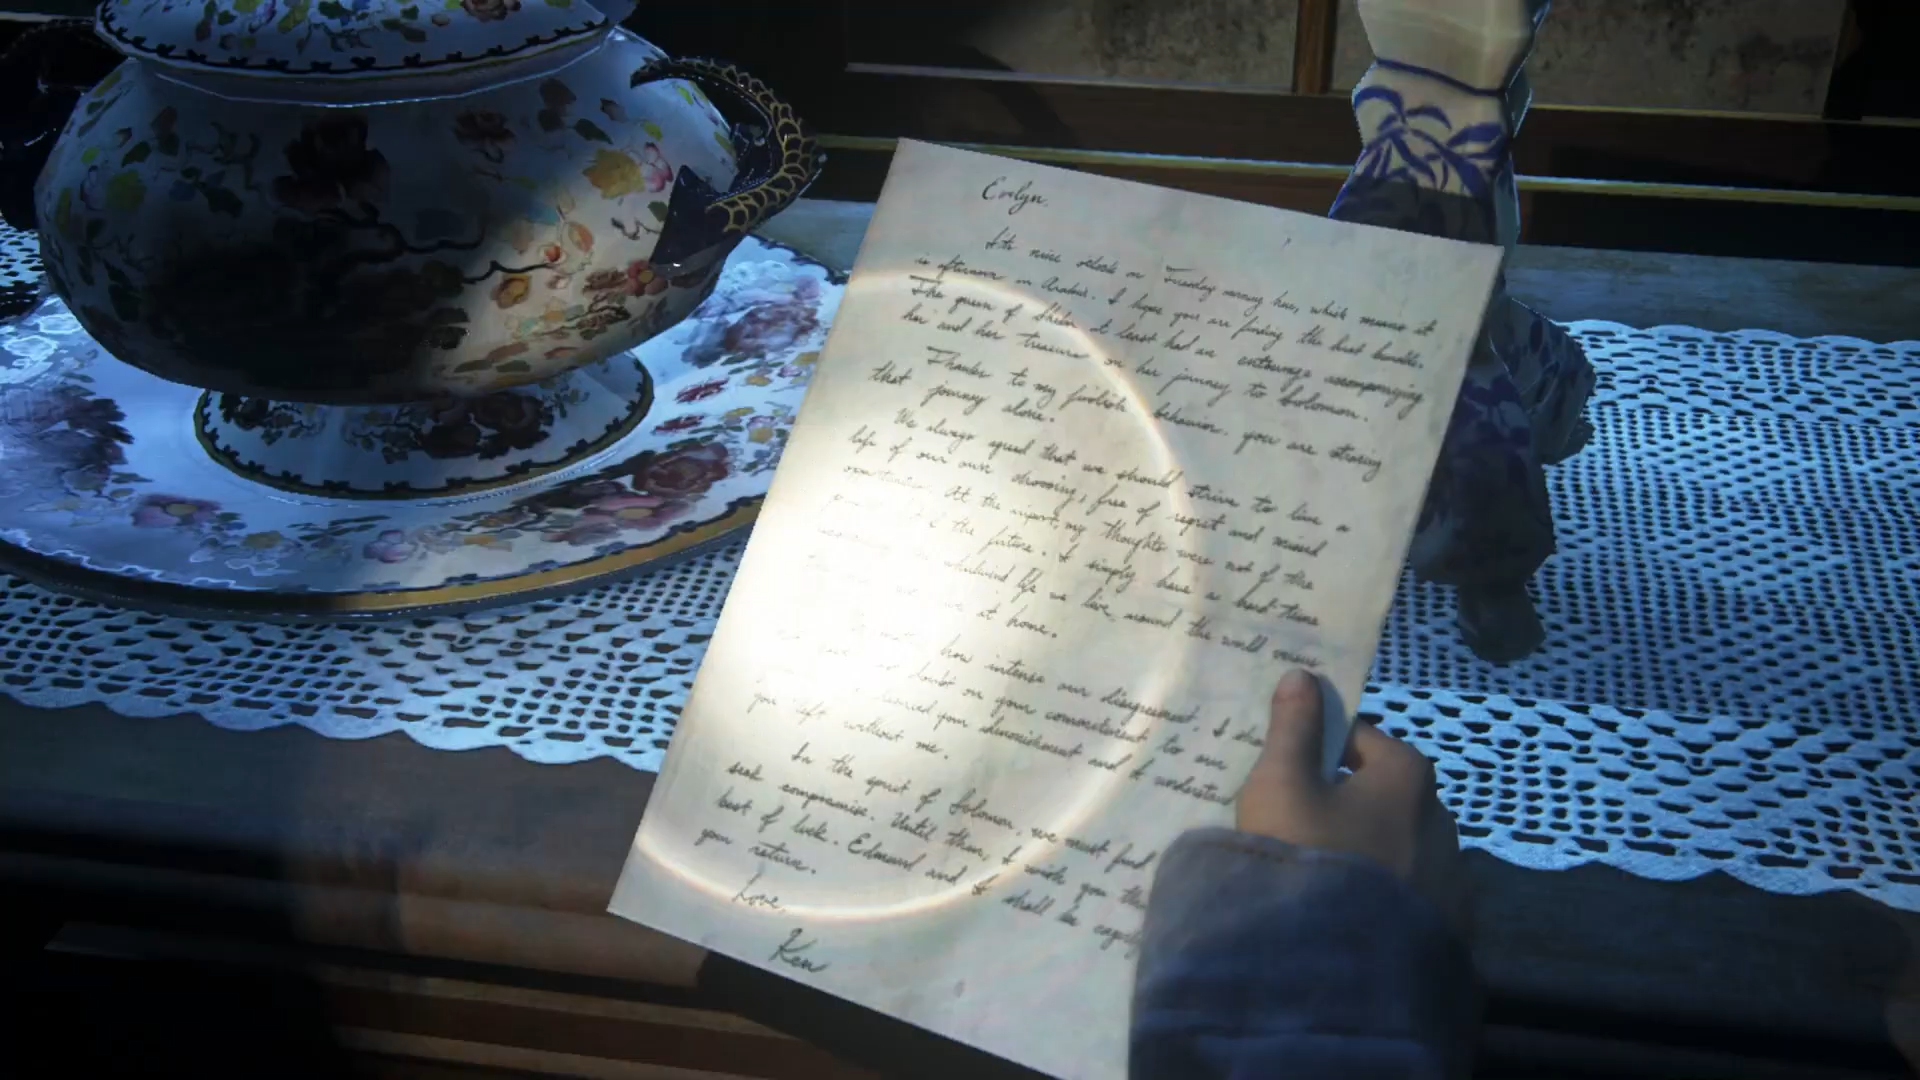 Evelyn,
It's nine o'clock on Tuesday morning here, which means it
is afternoon in Arabia. I hope you are finding the heat bearable.
The queen of Sheba at least had an entourage accompanying
her and her treasure on her journey to Solomon.
Thanks to my foolish behavior, you are sharing
that journey alone.
We always agreed that we should strive to live a
life of our own choosing, free of regret and missed
opportunities. At the airport, my thoughts were not of the
of the future. I simply have a hard time
whirlwind life we live around the world versus
at home.
how intense our disagreement, I
doubt on your commitment to our
your admonishment and I understand
you left without me.
In the spirit of Solomon, we must find
seek compromise. Until then, I wish you the
best of luck. Edmund and I shall be eagerly
your return.
Love,
Ken